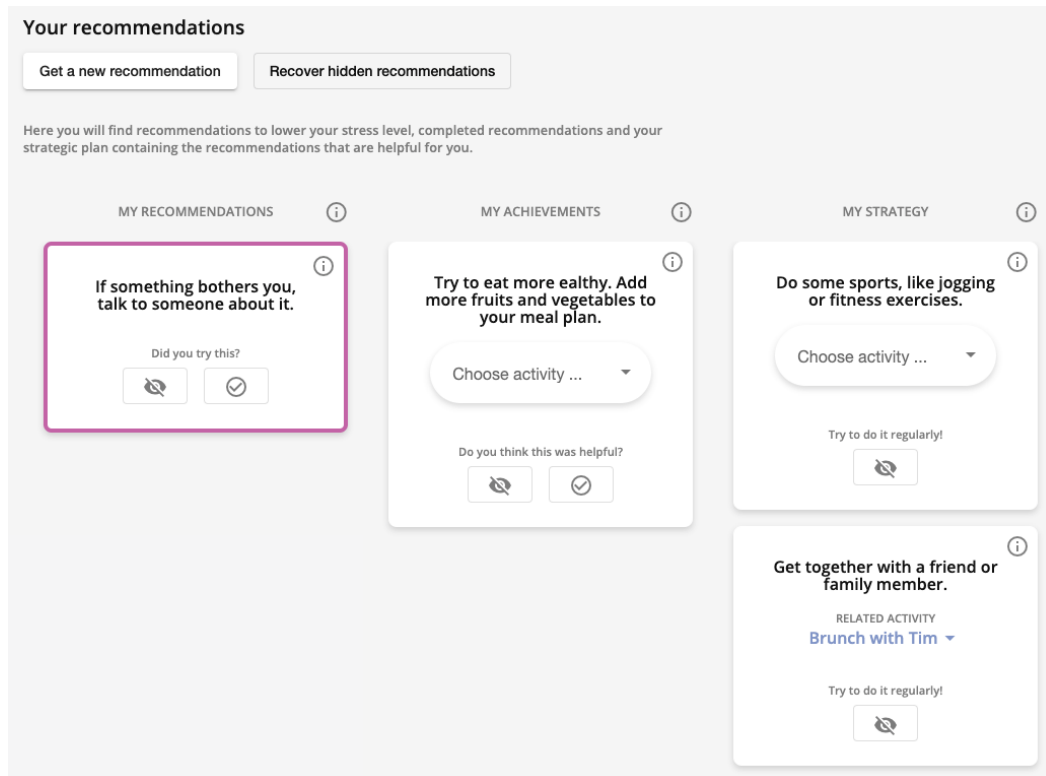 Your recommendations
Get a new recommendation
Recover hidden recommendations
Here you will find recommendations to lower your stress level, completed recommendations and your
strategic plan containing the recommendations that are helpful for you.
MY RECOMMENDATIONS
If something bothers you,
talk to someone about it.
Did you try this?
MY ACHIEVEMENTS
Try to eat more ealthy. Add
more fruits and vegetables to
your meal plan.
Choose activity ...
Do you think this was helpful?
MY STRATEGY
Do some sports, like jogging
or fitness exercises.
Choose activity ...
Try to do it regularly!
Get together with a friend or
family member.
RELATED ACTIVITY
Brunch with Tim
Try to do it regularly!